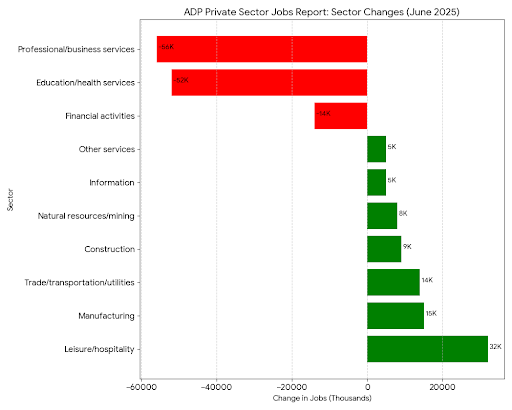 ADP Private Sector Jobs Report: Sector Changes (June 2025)
Professional/business services
-56K
Education/health services
-52K
Financial activities
-14K
Other services
5K
Information
5K
Natural resources/mining
8K
Construction
9K
Trade/transportation/utilities
14K
Manufacturing
15K
Leisure/hospitality
32K
Sector
−60000
−40000
−20000
0
20000
Change in Jobs (Thousands)